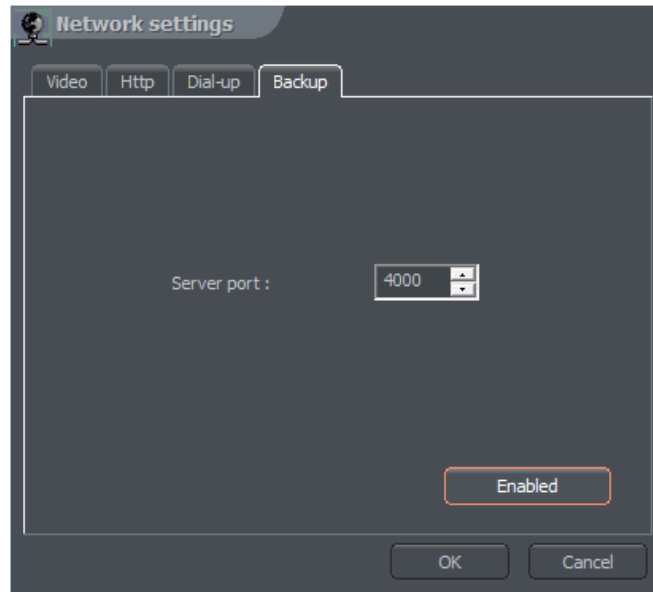 Network settings
Video Http Dial-up Backup
Server port : 4000
Enabled
OK Cancel